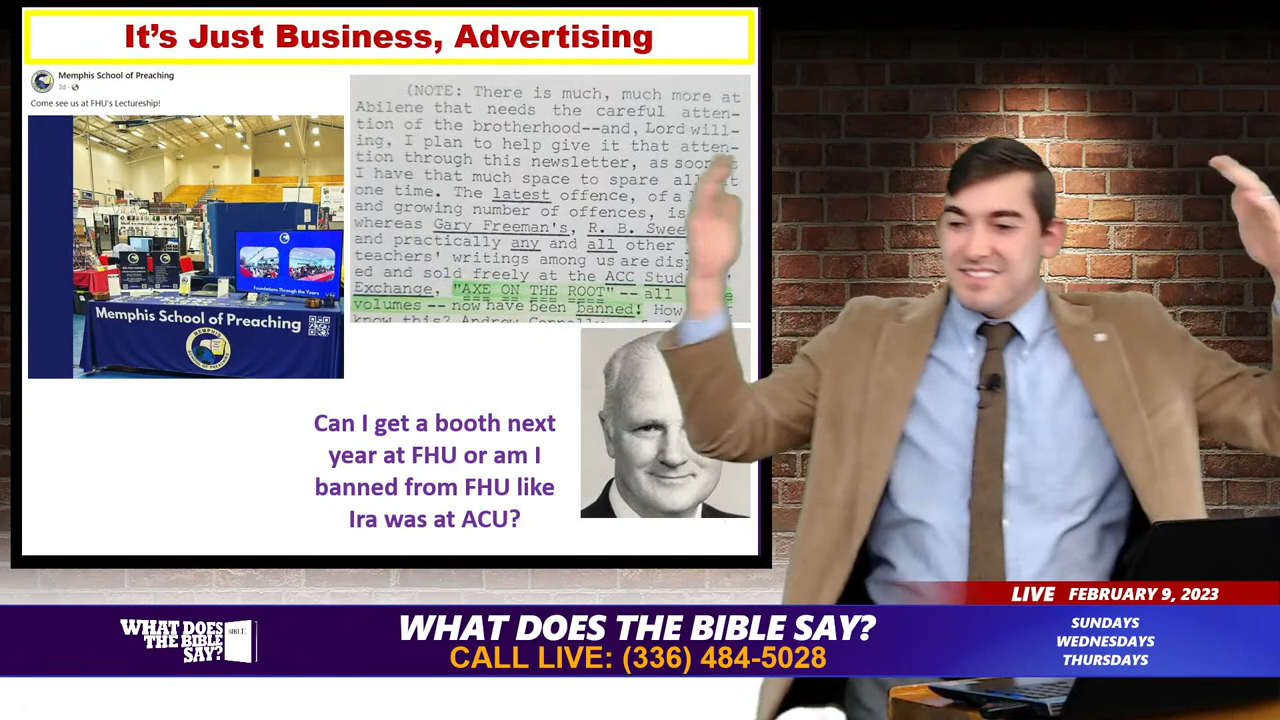 It's Just Business, Advertising
Memphis School of Preaching
3d
Come see us at FHU's Lectureship!
Foundations Through the Years
Memphis School of Preaching
MEMPHIS
(NOTE: There is much, much more at
Abilene that needs the careful atten-
tion of the brotherhood--and, Lord will-
ing, I plan to help give it that atten-
tion through this newsletter, as soon
I have that much space to spare
one time. The latest offence, of a
and growing number of offences, is
whereas Gary Freeman's, R. B.
and practically any and all other
teachers' writings among us are
ed and sold freely at the ACC
Exchange, "AXE ON THE ROOT"--all
volumes--now have been banned! How
know this? Andrew
Can I get a booth next
year at FHU or am I
banned from FHU like
Ira was at ACU?
LIVE FEBRUARY 9, 2023
WHAT DOES
THE BIBLE
SAY?
BIBLE
WHAT DOES THE BIBLE SAY?
CALL LIVE: (336) 484-5028
SUNDAYS
WEDNESDAYS
THURSDAYS